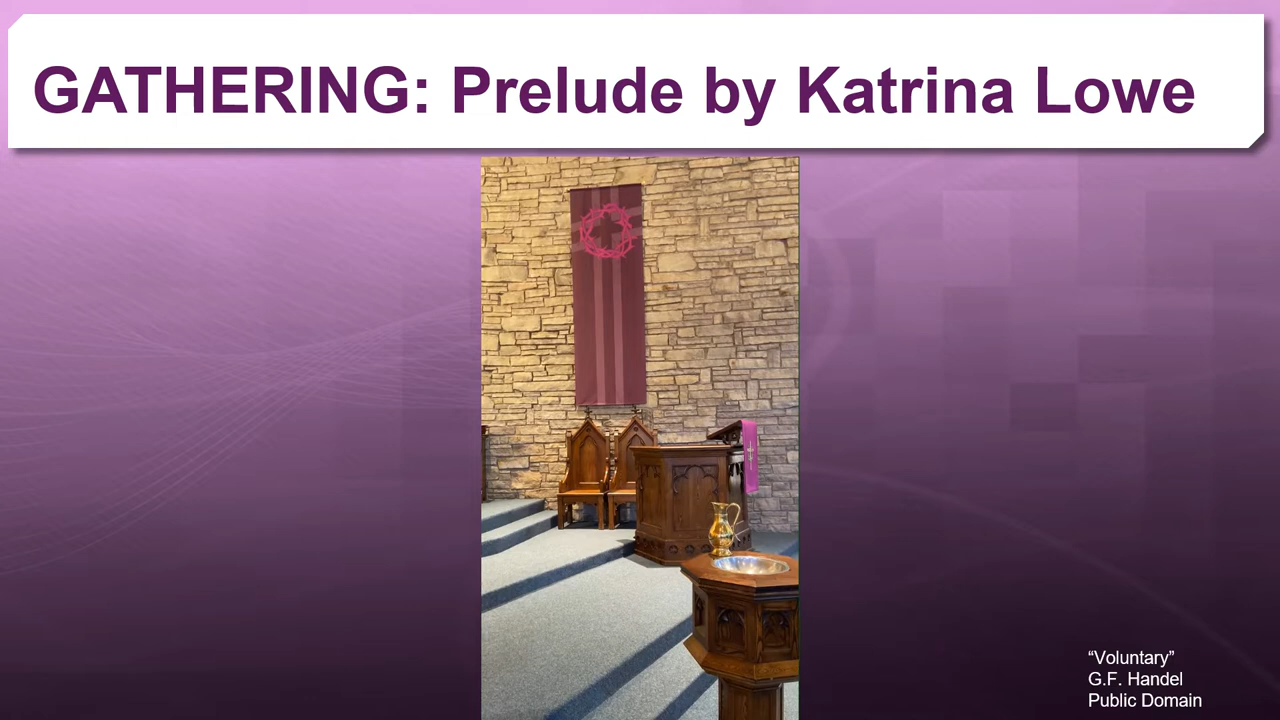 GATHERING: Prelude by Katrina Lowe
“Voluntary”
G.F. Handel
Public Domain